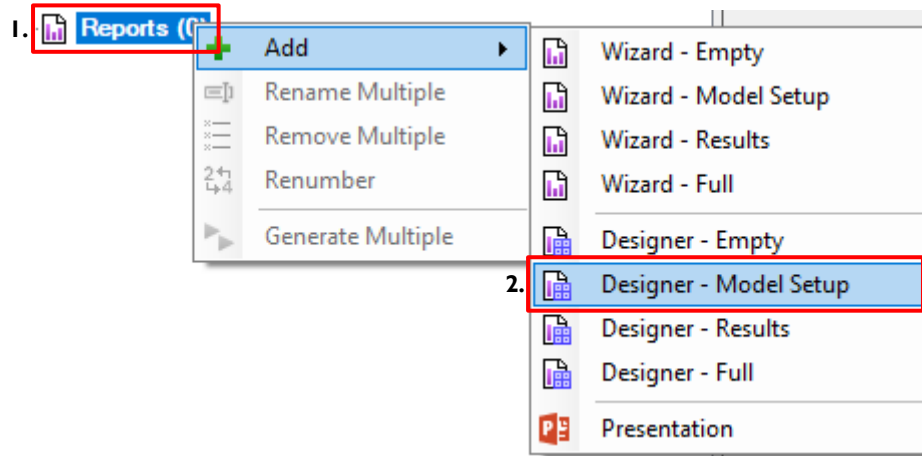 1. Reports (0)
Add
Rename Multiple
Remove Multiple
Renumber
Generate Multiple
Wizard - Empty
Wizard - Model Setup
Wizard - Results
Wizard - Full
Designer - Empty
2. Designer - Model Setup
Designer - Results
Designer - Full
Presentation